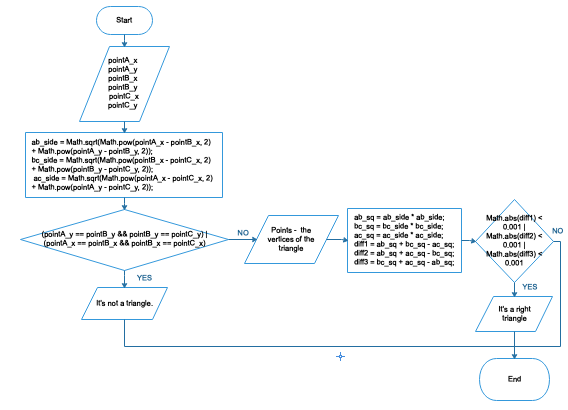 Start
pointA_x
pointA_y
pointB_x
pointB_y
pointC_x
pointC_y
ab_side = Math.sqrt(Math.pow(pointA_x - pointB_x, 2)
+ Math.pow(pointA_y - pointB_y, 2));
bc_side = Math.sqrt(Math.pow(pointB_x - pointC_x, 2)
+ Math.pow(pointB_y - pointC_y, 2));
ac_side = Math.sqrt(Math.pow(pointA_x - pointC_x, 2)
+ Math.pow(pointA_y - pointC_y, 2));
(pointA_y == pointB_y && pointB_y == pointC_y) |
(pointA_x == pointB_x && pointB_x == pointC_x)
NO
YES
It's not a triangle.
Points - the
vertices of the
triangle
ab_sq = ab_side * ab_side;
bc_sq = bc_side * bc_side;
ac_sq = ac_side * ac_side;
diff1 = ab_sq + bc_sq - ac_sq;
diff2 = ab_sq + ac_sq - bc_sq;
diff3 = bc_sq + ac_sq - ab_sq;
Math.abs(diff1) <
0.001 |
Math.abs(diff2) <
0.001 |
Math.abs(diff3) <
0.001
NO
YES
It's a right
triangle
End